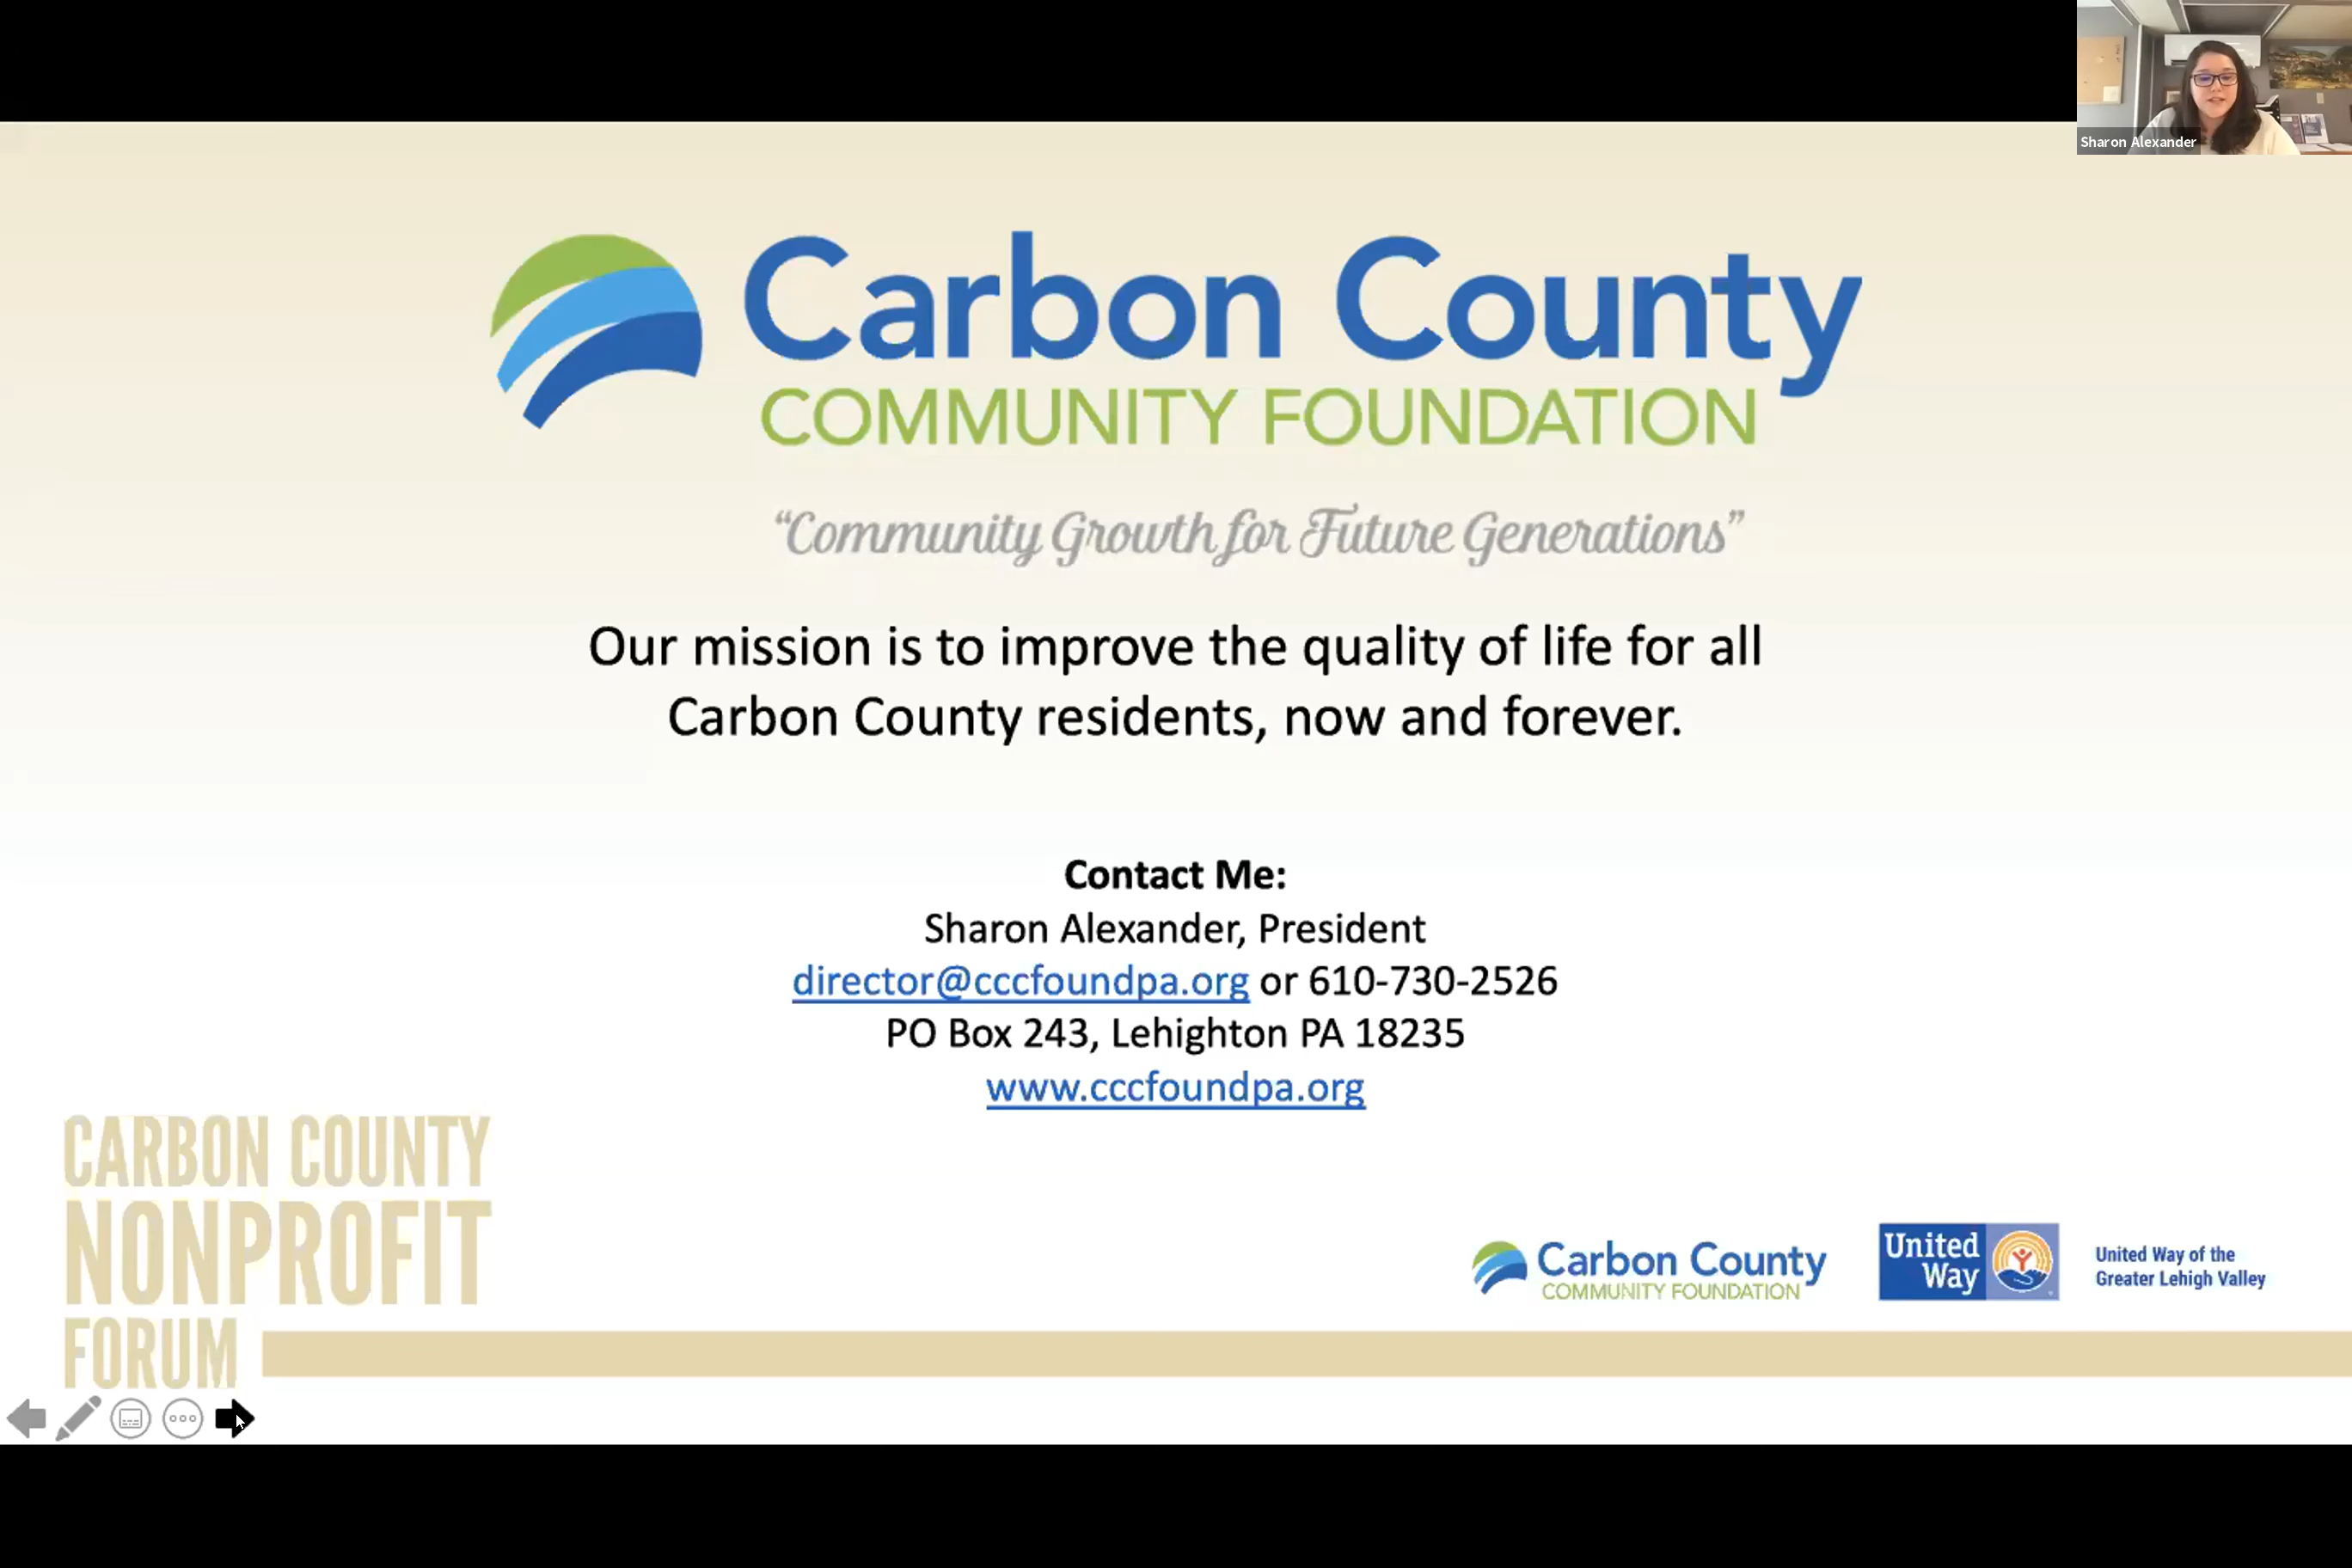 Sharon Alexander
Carbon County
COMMUNITY FOUNDATION
“Community Growth for Future Generations”
Our mission is to improve the quality of life for all
Carbon County residents, now and forever.
Contact Me:
Sharon Alexander, President
director@cccfoundpa.org or 610-730-2526
PO Box 243, Lehighton PA 18235
www.cccfoundpa.org
CARBON COUNTY
NONPROFIT
FORUM
Carbon County
COMMUNITY FOUNDATION
United
Way
United Way of the
Greater Lehigh Valley